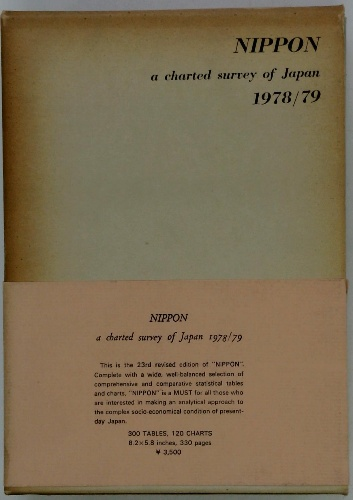 NIPPON
a charted survey of Japan
1978/79
NIPPON
a charted survey of Japan 1978/79
This is the 23rd revised edition of "NIPPON".
Complete with a wide, well-balanced selection of
comprehensive and comparative statistical tables
and charts, "NIPPON" is a MUST for all those who
are interested in making an analytical approach to
the complex socio-economical condition of present-
day Japan.
300 TABLES, 120 CHARTS
8.2×5.8 inches, 330 pages
¥ 3,500